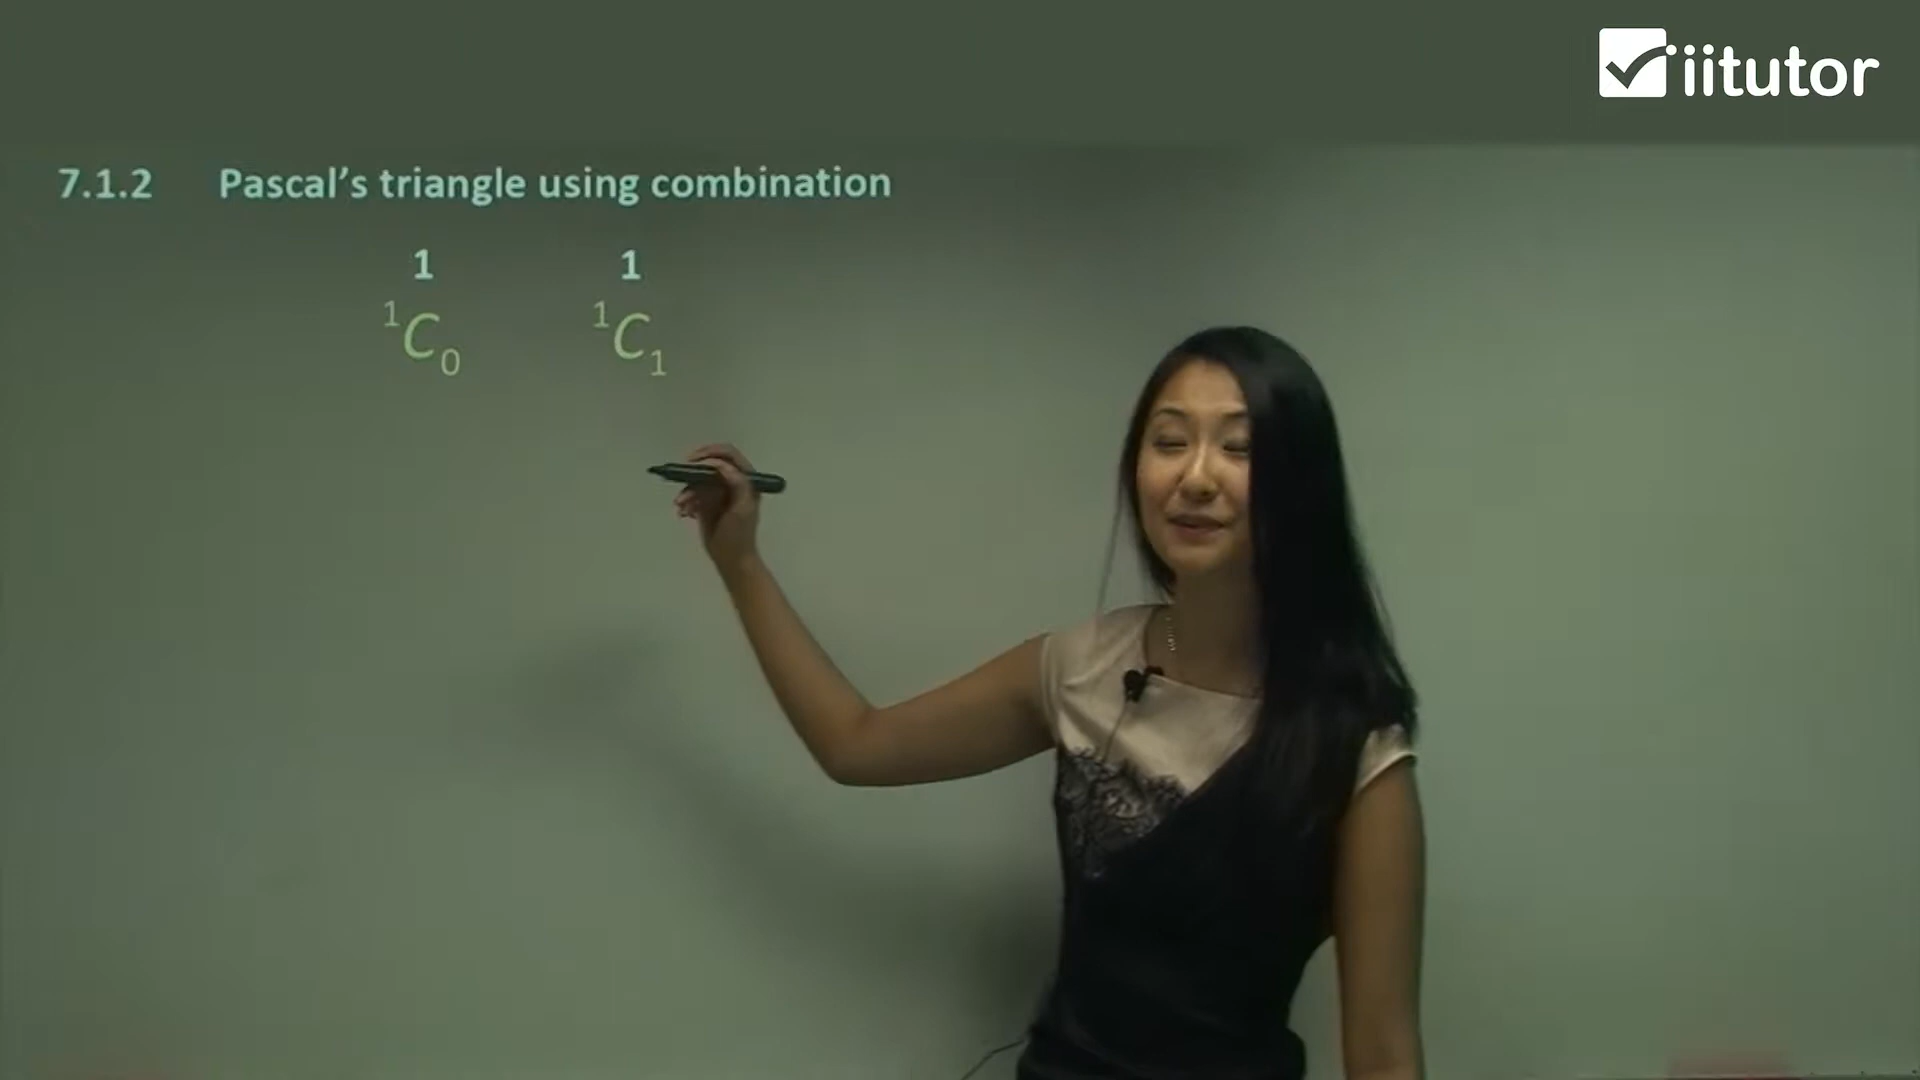 iitutor
7.1.2 Pascal's triangle using combination
1 1
¹C₀ ¹C₁